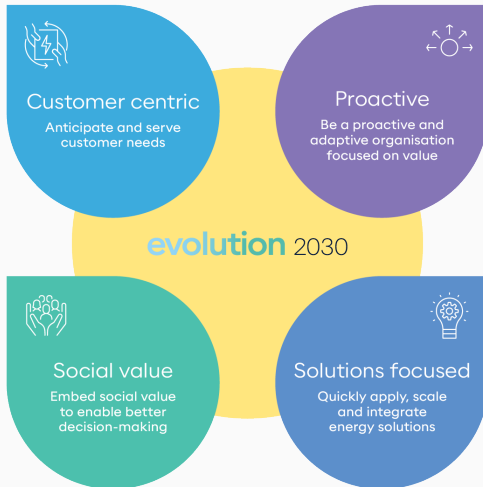 Customer centric
Anticipate and serve
customer needs
Proactive
Be a proactive and
adaptive organisation
focused on value
evolution 2030
Social value
Embed social value
to enable better
decision-making
Solutions focused
Quickly apply, scale
and integrate
energy solutions